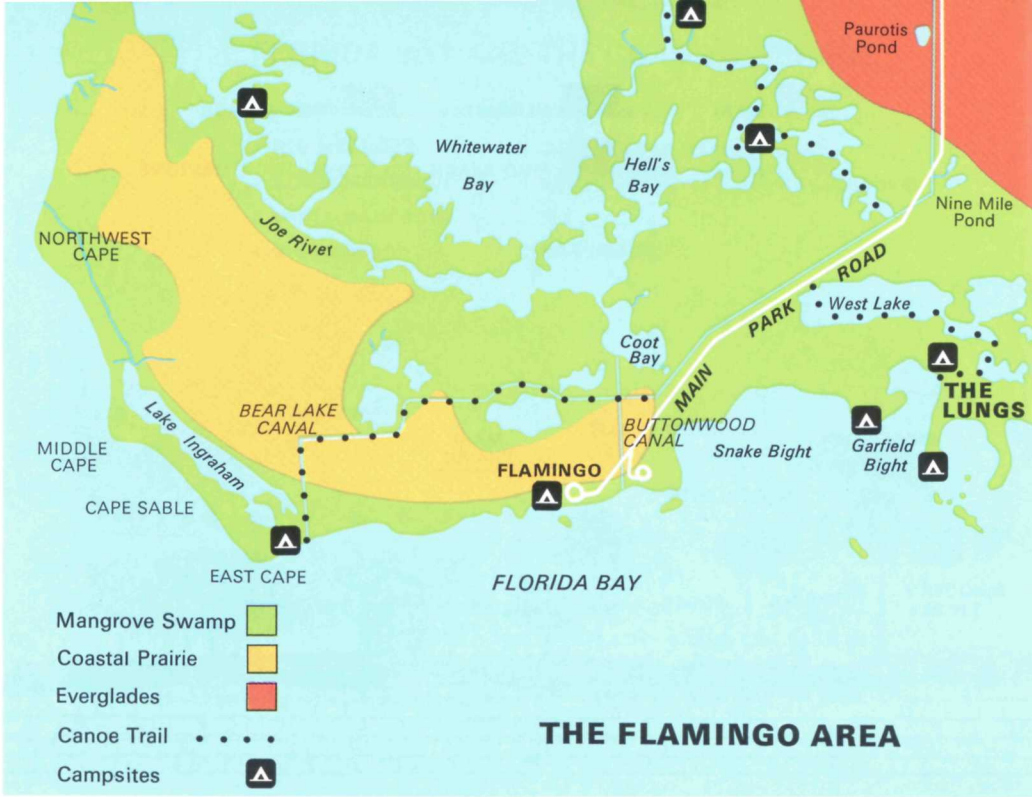 Paurotis
Pond
Whitewater
Bay
Hell's
Bay
Nine Mile
Pond
Joe River
NORTHWEST
CAPE
MAIN PARK ROAD
West Lake
Coot
Bay
THE
LUNGS
BEAR LAKE
CANAL
BUTTONWOOD
CANAL
Lake Ingraham
MIDDLE
CAPE
Snake Bight
Garfield
Bight
FLAMINGO
CAPE SABLE
EAST CAPE
FLORIDA BAY
Mangrove Swamp
Coastal Prairie
Everglades
Canoe Trail
Campsites
THE FLAMINGO AREA